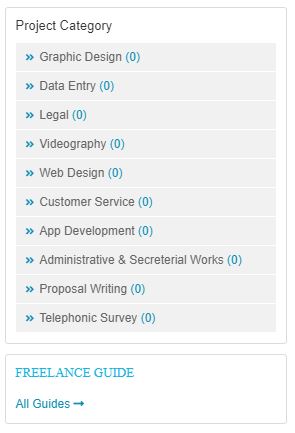 Project Category
» Graphic Design (0)
» Data Entry (0)
» Legal (0)
» Videography (0)
» Web Design (0)
» Customer Service (0)
» App Development (0)
» Administrative & Secreterial Works (0)
» Proposal Writing (0)
» Telephonic Survey (0)
FREELANCE GUIDE
All Guides →